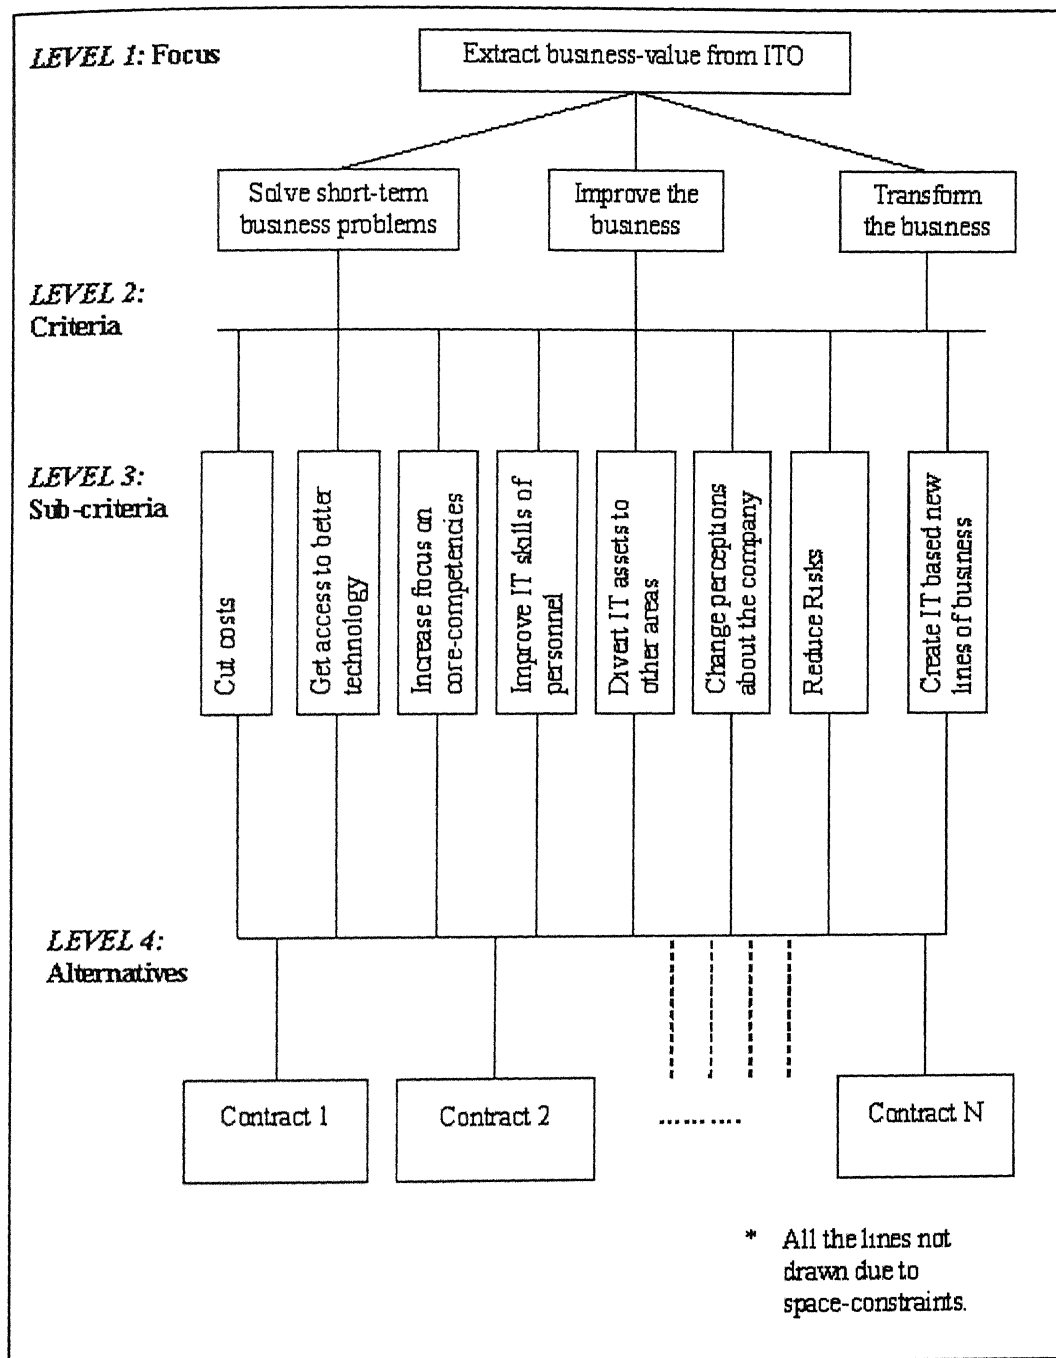 LEVEL 1: Focus
Extract business-value from ITO
Solve short-term
business problems
Improve the
business
Transform
the business
LEVEL 2:
Criteria
LEVEL 3:
Sub-criteria
Cut costs
Get access to better
technology
Increase focus on
core-competencies
Improve IT skills of
personnel
Divert IT assets to
other areas
Change perceptions
about the company
Reduce Risks
Create IT based new
lines of business
LEVEL 4:
Alternatives
Contract 1
Contract 2
..........
Contract N
* All the lines not
drawn due to
space-constraints.